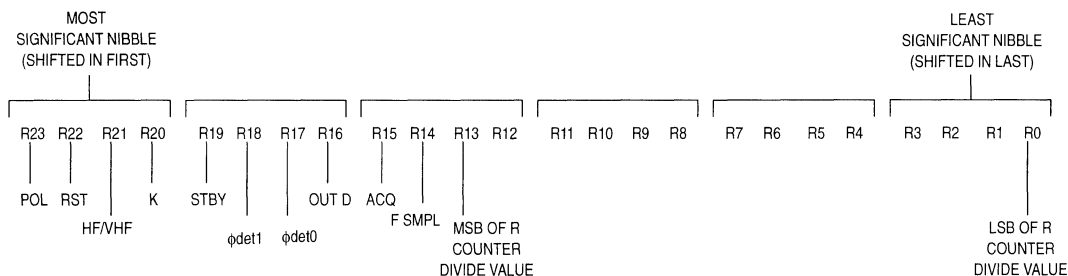 MOST
SIGNIFICANT NIBBLE
(SHIFTED IN FIRST)
LEAST
SIGNIFICANT NIBBLE
(SHIFTED IN LAST)
R23 R22 R21 R20 R19 R18 R17 R16 R15 R14 R13 R12 R11 R10 R9 R8 R7 R6 R5 R4 R3 R2 R1 R0
POL RST K STBY OUT D ACQ
HF/VHF
ϕdet1 ϕdet0
F SMPL
MSB OF R
COUNTER
DIVIDE VALUE
LSB OF R
COUNTER
DIVIDE VALUE